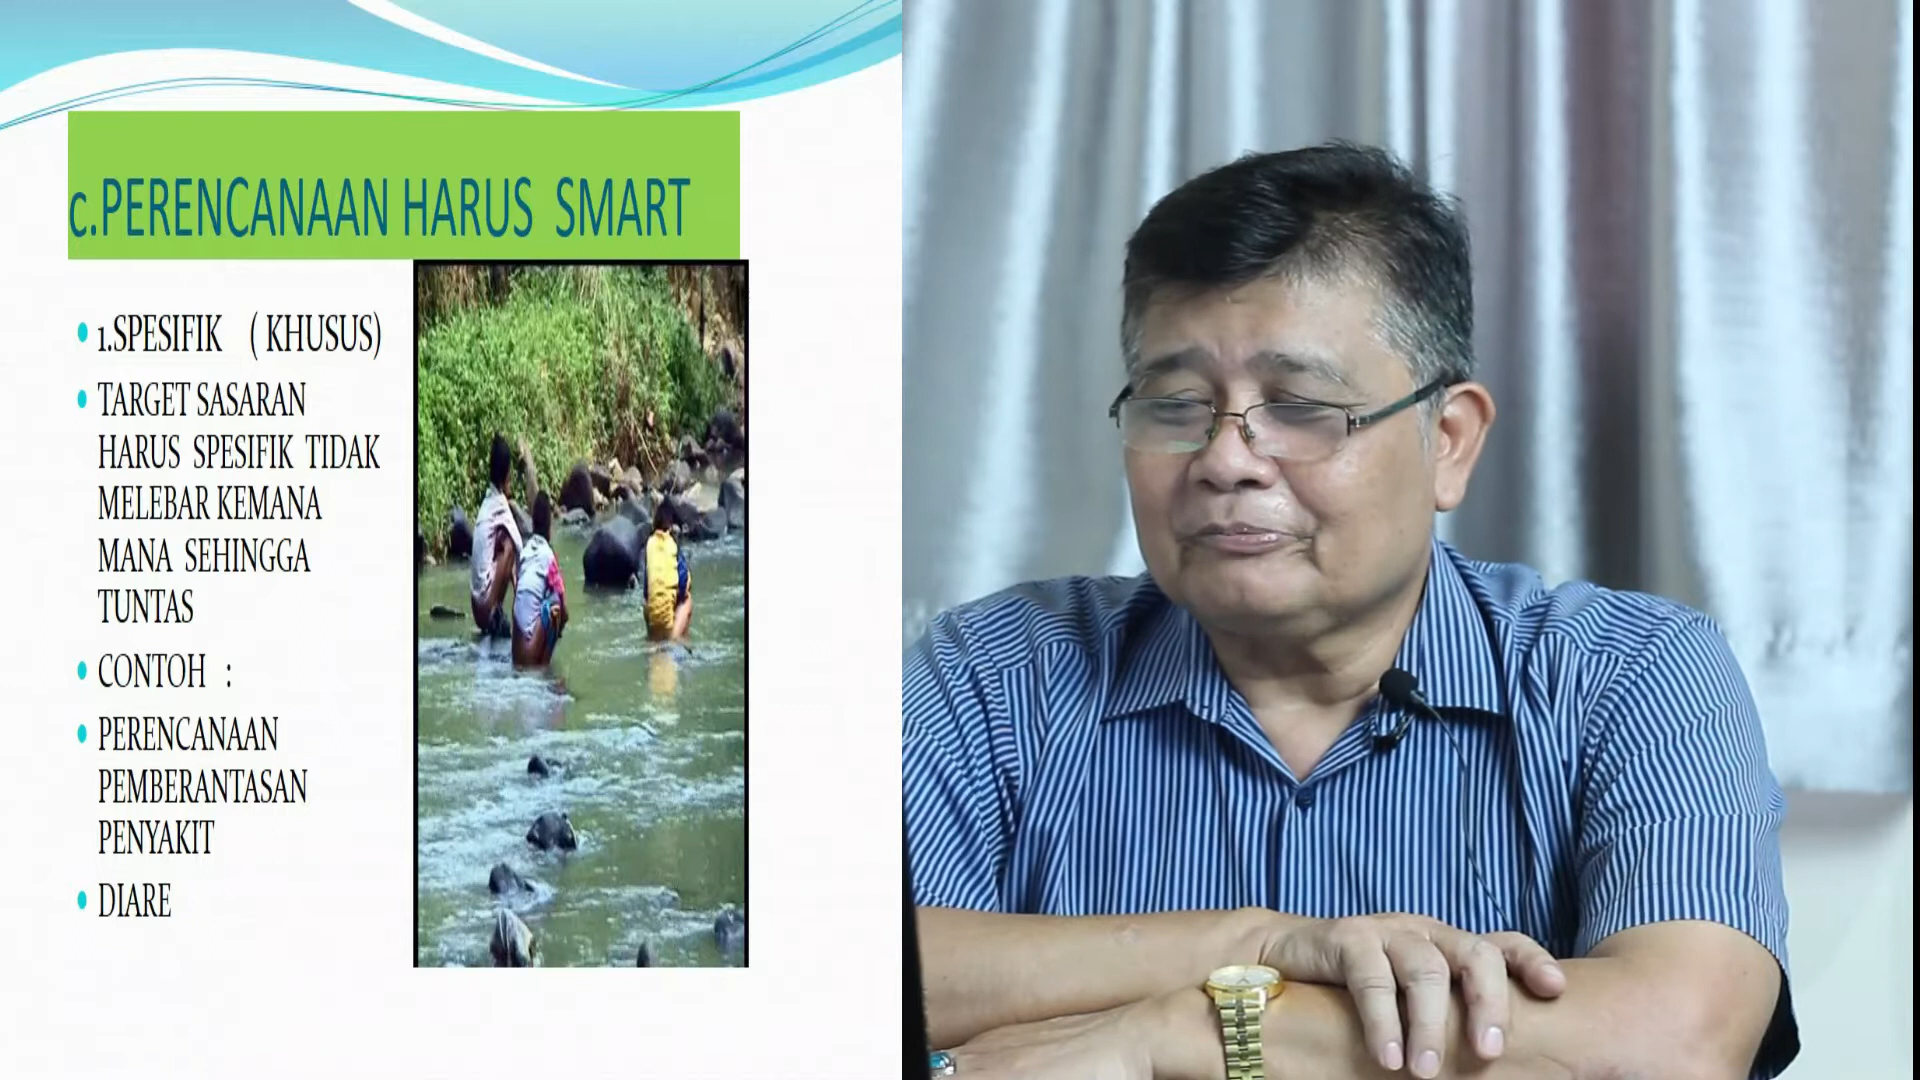 c.PERENCANAAN HARUS SMART
1.SPESIFIK ( KHUSUS)
TARGET SASARAN
HARUS SPESIFIK TIDAK
MELEBAR KEMANA
MANA SEHINGGA
TUNTAS
CONTOH :
PERENCANAAN
PEMBERANTASAN
PENYAKIT
DIARE